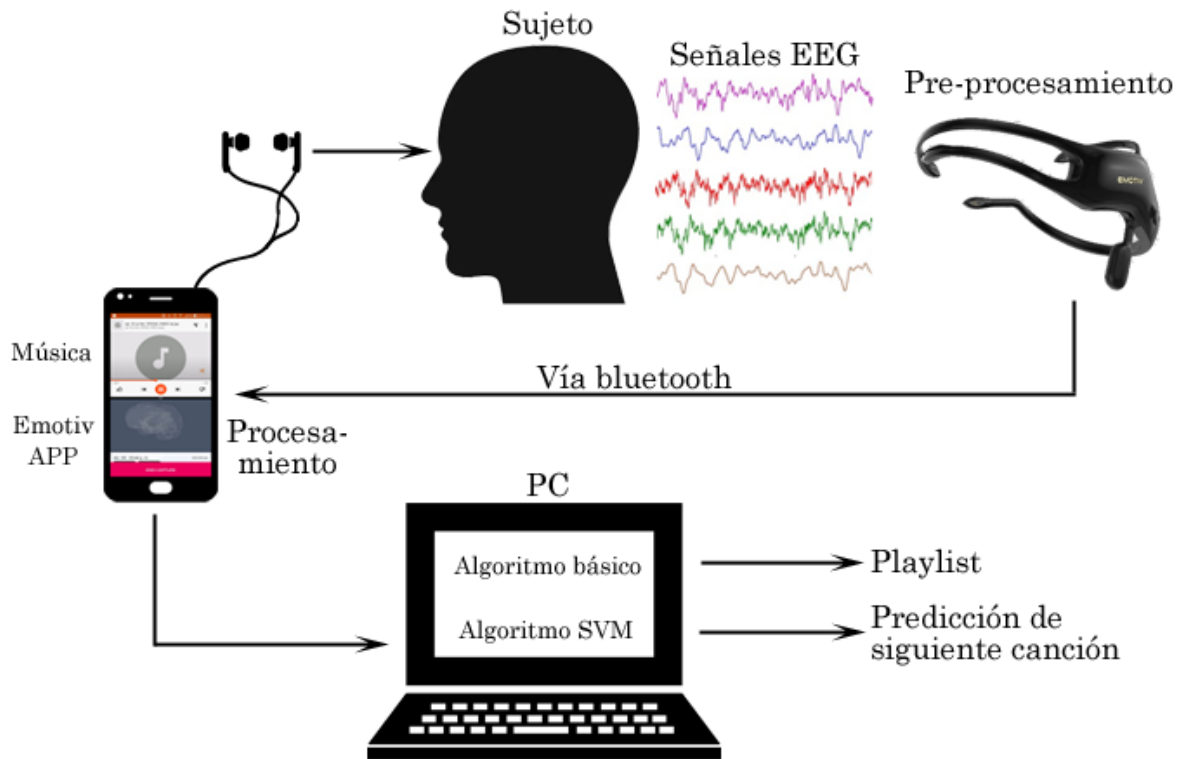 Sujeto
Señales EEG
Pre-procesamiento
EMOTIV
Vía bluetooth
Música
Emotiv
APP
Procesa-
miento
PC
Algoritmo básico
Algoritmo SVM
Playlist
Predicción de
siguiente canción